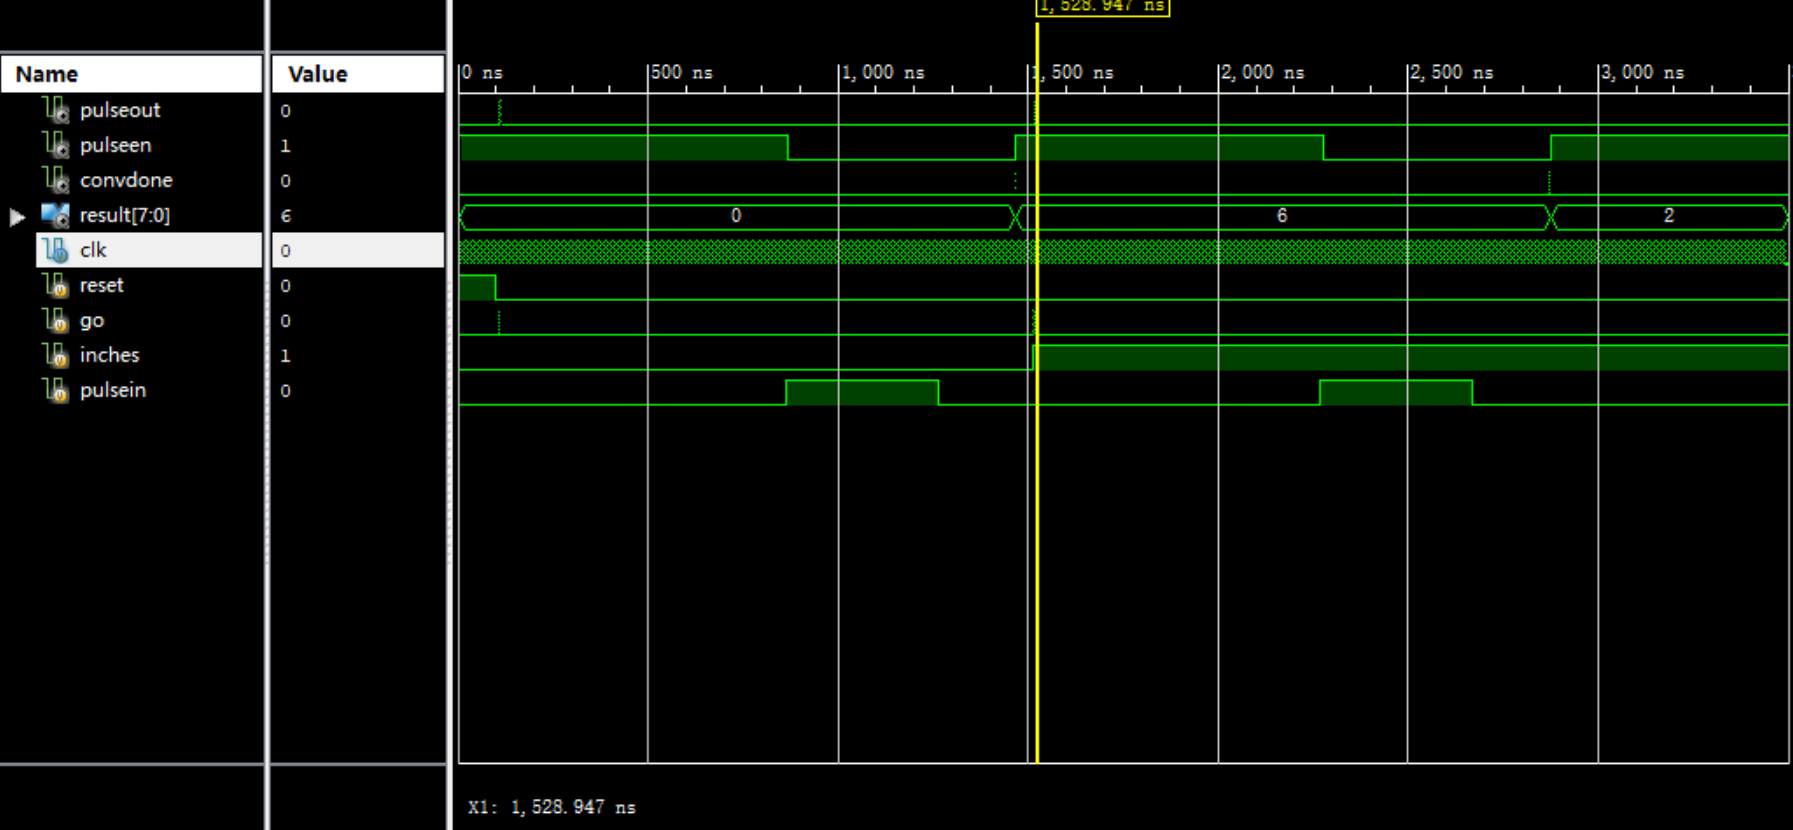 1,528.947 ns
Name Value 0 ns 500 ns 1,000 ns 1,500 ns 2,000 ns 2,500 ns 3,000 ns
pulseout 0
pulseen 1
convdone 0
result[7:0] 6 0 6 2
clk 0
reset 0
go 0
inches 1
pulsein 0
X1: 1,528.947 ns